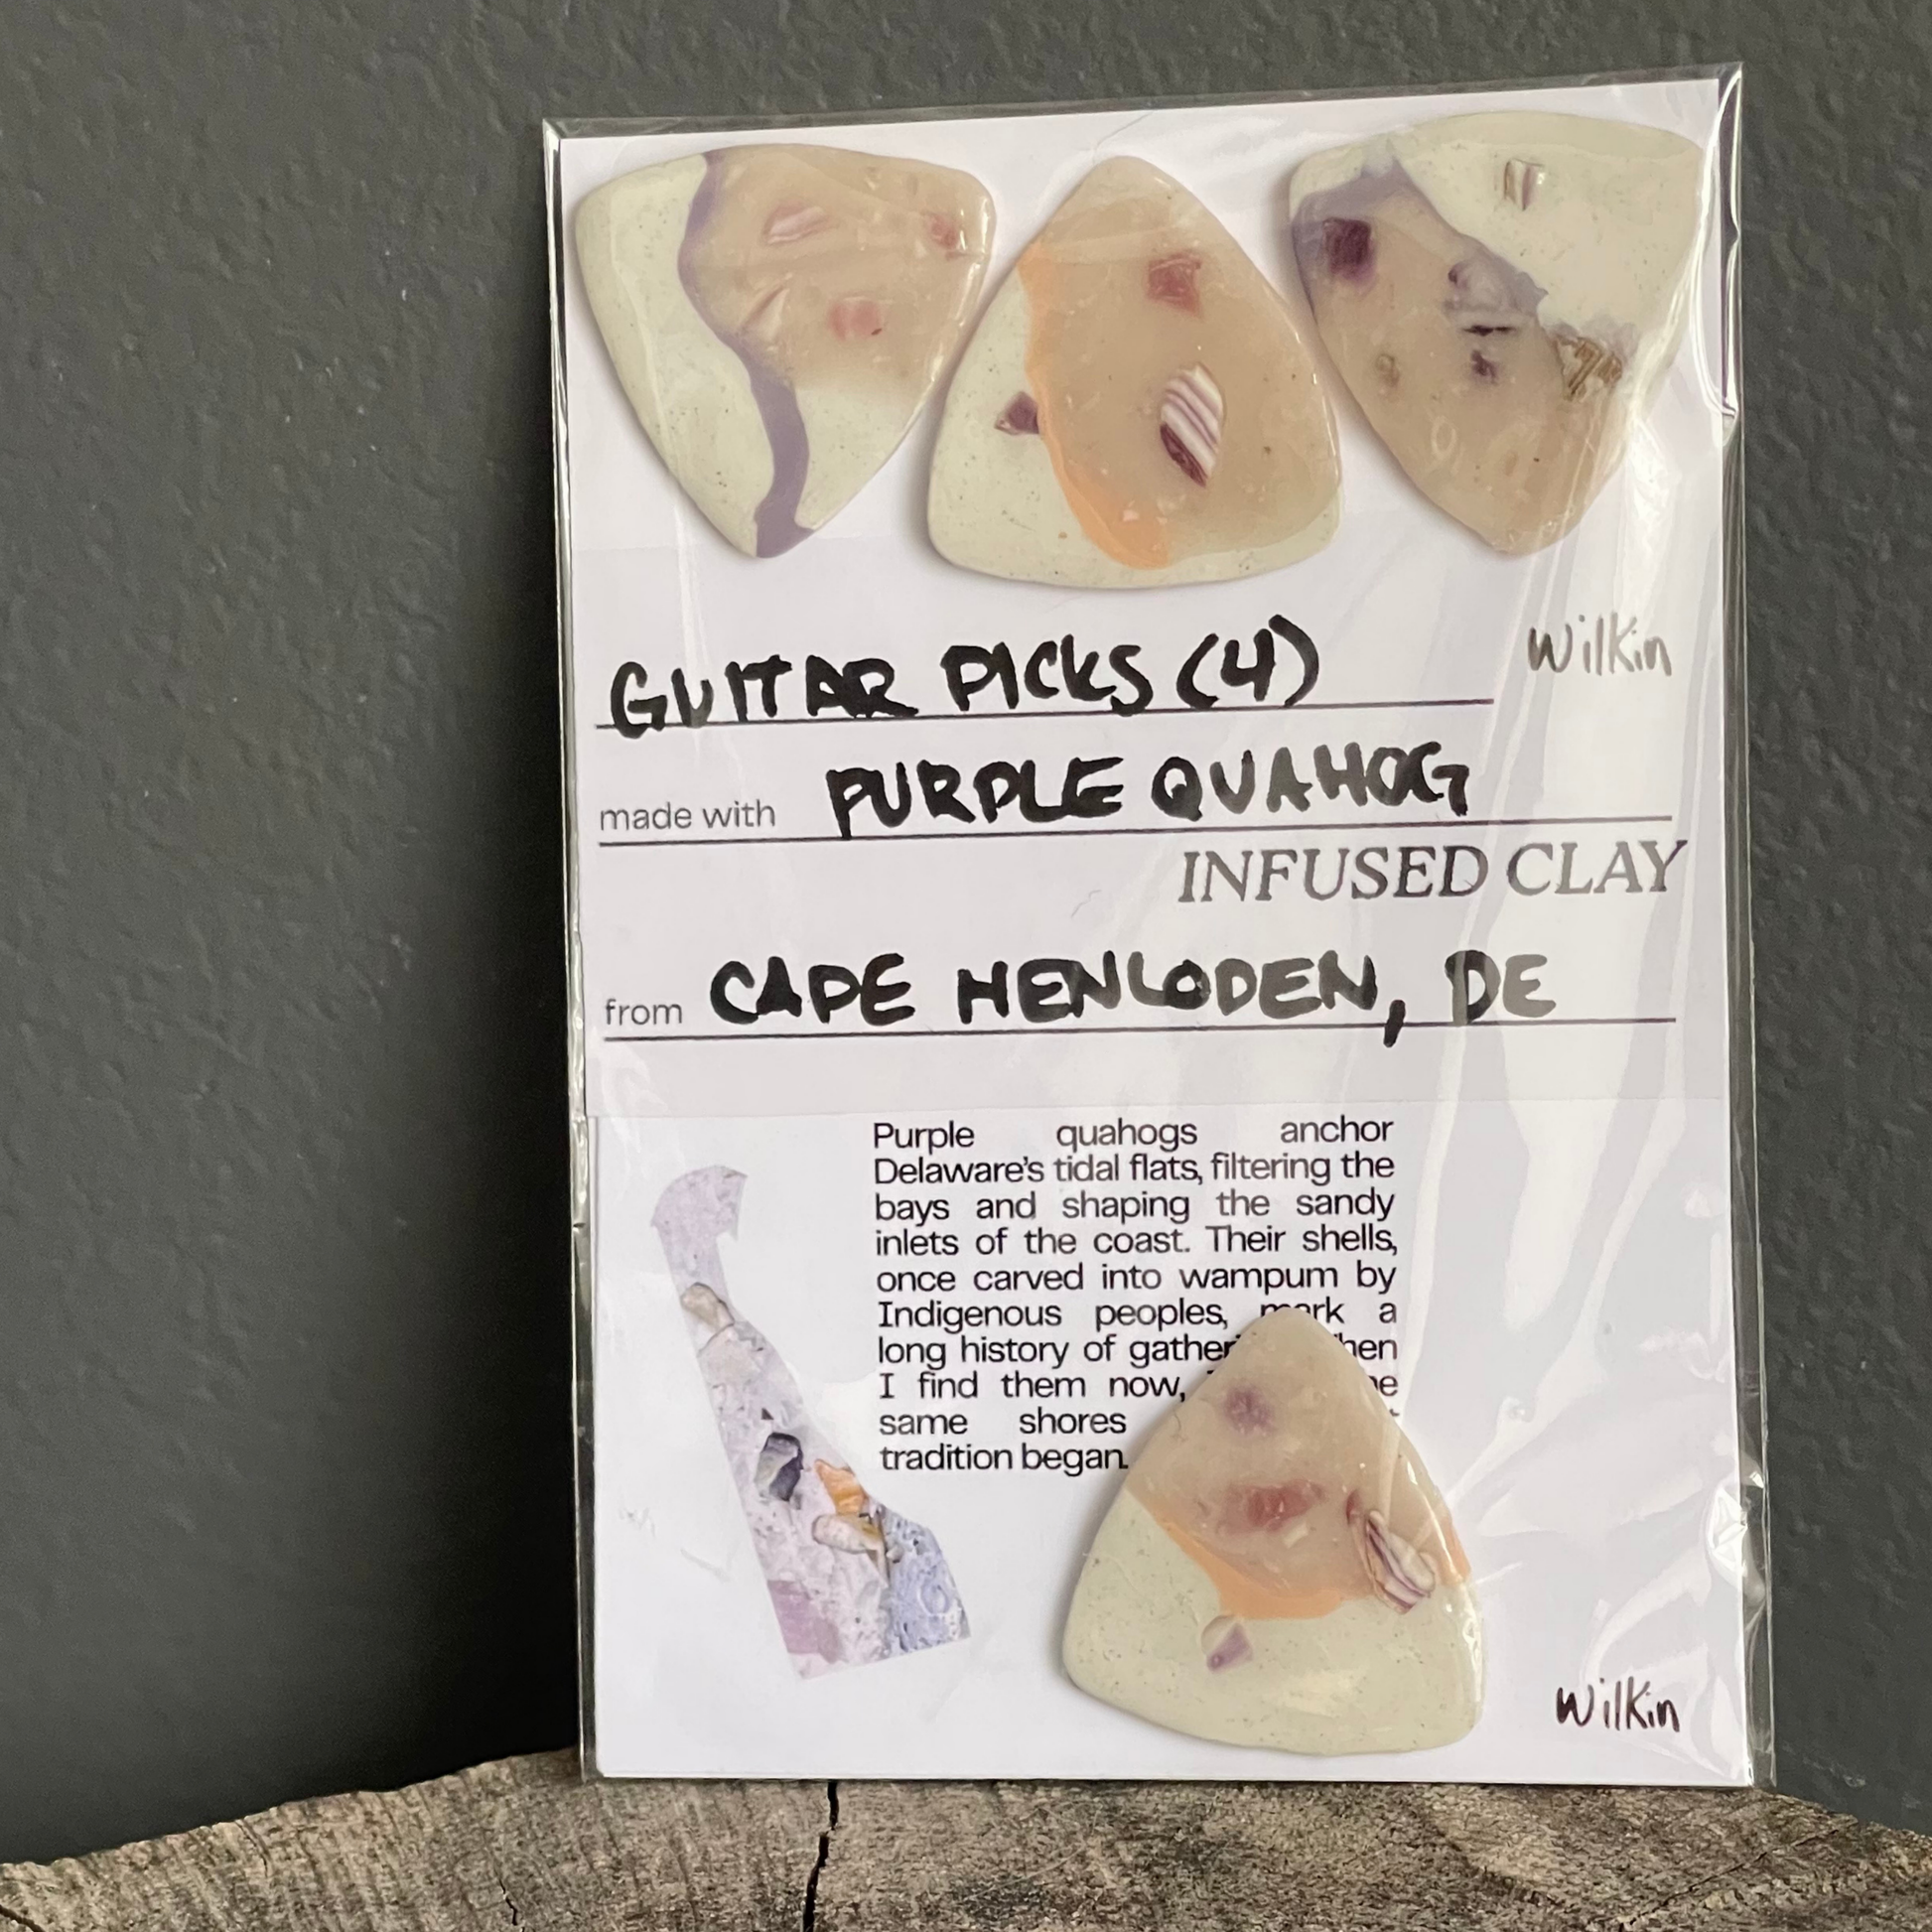 GUITAR PICKS (4)
Wilkin
made with PURPLE QUAHOG
INFUSED CLAY
from CAPE HENLOPEN, DE
Purple quahogs anchor
Delaware's tidal flats, filtering the
bays and shaping the sandy
inlets of the coast. Their shells,
once carved into wampum by
Indigenous peoples, mark a
long history of
I find them now,
same shores
tradition began.
Wilkin